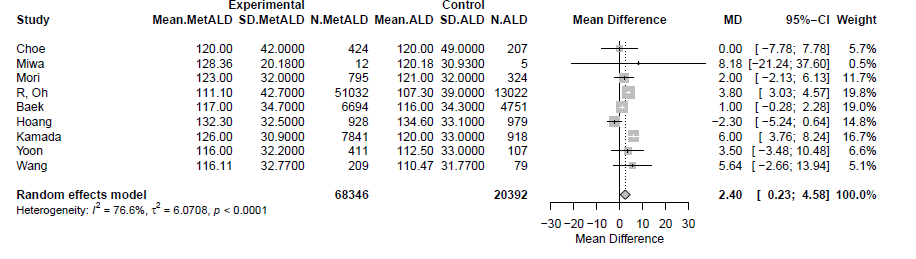 Experimental Control
Study Mean.MetALD SD.MetALD N.MetALD Mean.ALD SD.ALD N.ALD Mean Difference MD 95%−CI Weight
Choe 120.00 42.0000 424 120.00 49.0000 207 0.00 [−7.78; 7.78] 5.7%
Miwa 128.36 20.1800 12 120.18 30.9300 5 8.18 [−21.24; 37.60] 0.5%
Mori 123.00 32.0000 795 121.00 32.0000 324 2.00 [−2.13; 6.13] 11.7%
R, Oh 111.10 42.7000 51032 107.30 39.0000 13022 3.80 [ 3.03; 4.57] 19.8%
Baek 117.00 34.7000 6694 116.00 34.3000 4751 1.00 [−0.28; 2.28] 19.0%
Hoang 132.30 32.5000 928 134.60 33.1000 979 −2.30 [−5.24; 0.64] 14.8%
Kamada 126.00 30.9000 7841 120.00 33.0000 918 6.00 [ 3.76; 8.24] 16.7%
Yoon 116.00 32.2000 411 112.50 33.0000 107 3.50 [−3.48; 10.48] 6.6%
Wang 116.11 32.7700 209 110.47 31.7700 79 5.64 [−2.66; 13.94] 5.1%
Random effects model 68346 20392 2.40 [ 0.23; 4.58] 100.0%
Heterogeneity: I² = 76.6%, τ² = 6.0708, p < 0.0001
−30 −20 −10 0 10 20 30
Mean Difference